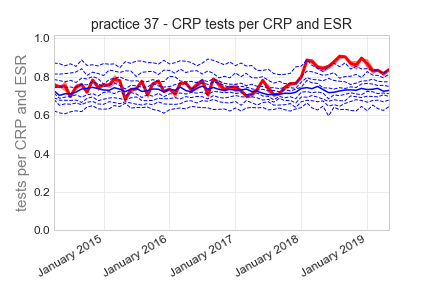 practice 37 - CRP tests per CRP and ESR
tests per CRP and ESR
1.0
0.8
0.6
0.4
0.2
0.0
January 2015
January 2016
January 2017
January 2018
January 2019